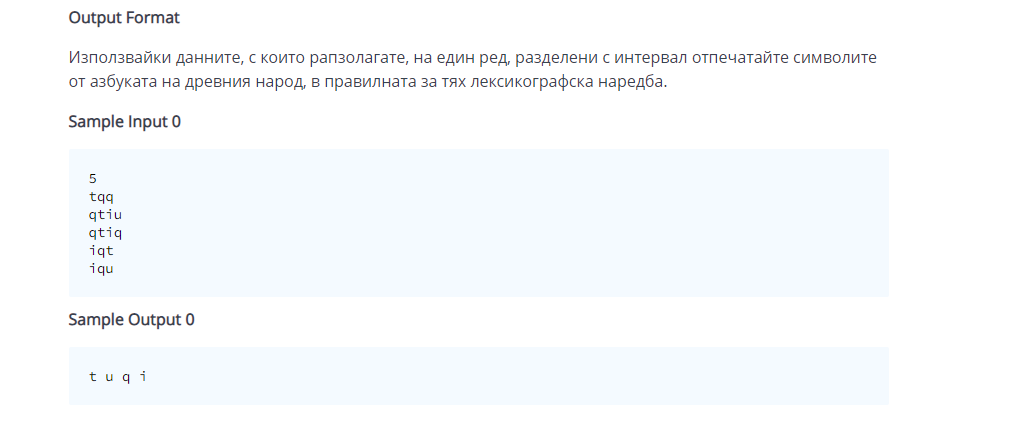 Output Format
Използвайки данните, с които рапзолагате, на един ред, разделени с интервал отпечатайте символите
от азбуката на древния народ, в правилната за тях лексикографска наредба.
Sample Input 0
5
tqq
qtiu
qtiq
iqt
iqu
Sample Output 0
t u q i